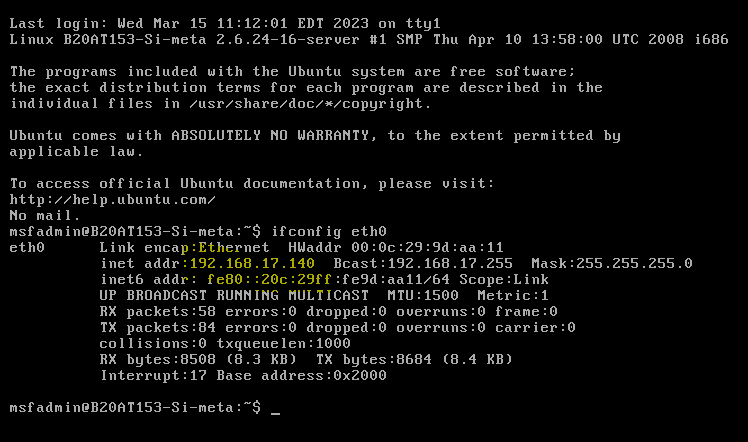 Last login: Wed Mar 15 11:12:01 EDT 2023 on tty1
Linux B20AT153-Si-meta 2.6.24-16-server #1 SMP Thu Apr 10 13:58:00 UTC 2008 i686
The programs included with the Ubuntu system are free software;
the exact distribution terms for each program are described in the
individual files in /usr/share/doc/*/copyright.
Ubuntu comes with ABSOLUTELY NO WARRANTY, to the extent permitted by
applicable law.
To access official Ubuntu documentation, please visit:
http://help.ubuntu.com/
No mail.
msfadmin@B20AT153-Si-meta:~$ ifconfig eth0
eth0      Link encap:Ethernet  HWaddr 00:0c:29:9d:aa:11
          inet addr:192.168.17.140  Bcast:192.168.17.255  Mask:255.255.255.0
          inet6 addr: fe80::20c:29ff:fe9d:aa11/64 Scope:Link
          UP BROADCAST RUNNING MULTICAST  MTU:1500  Metric:1
          RX packets:58 errors:0 dropped:0 overruns:0 frame:0
          TX packets:84 errors:0 dropped:0 overruns:0 carrier:0
          collisions:0 txqueuelen:1000
          RX bytes:8508 (8.3 KB)  TX bytes:8684 (8.4 KB)
          Interrupt:17 Base address:0x2000
msfadmin@B20AT153-Si-meta:~$ _